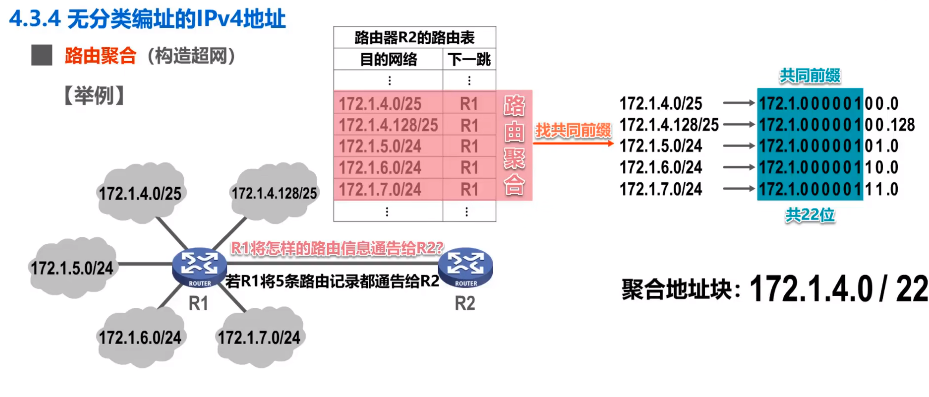 4.3.4 无分类编址的IPv4地址
路由聚合（构造超网）
【举例】
路由器R2的路由表
目的网络 下一跳
⋮ ⋮
172.1.4.0/25 R1
172.1.4.128/25 R1
172.1.5.0/24 R1
172.1.6.0/24 R1
172.1.7.0/24 R1
⋮ ⋮
路由聚合
找共同前缀
共同前缀
172.1.4.0/25 172.1.00000100.0
172.1.4.128/25 172.1.00000100.128
172.1.5.0/24 172.1.00000101.0
172.1.6.0/24 172.1.00000110.0
172.1.7.0/24 172.1.00000111.0
共22位
聚合地址块：172.1.4.0 / 22
172.1.4.0/25
172.1.4.128/25
172.1.5.0/24
172.1.6.0/24
172.1.7.0/24
ROUTER
R1
R1将怎样的路由信息通告给R2?
若R1将5条路由记录都通告给R2
ROUTER
R2